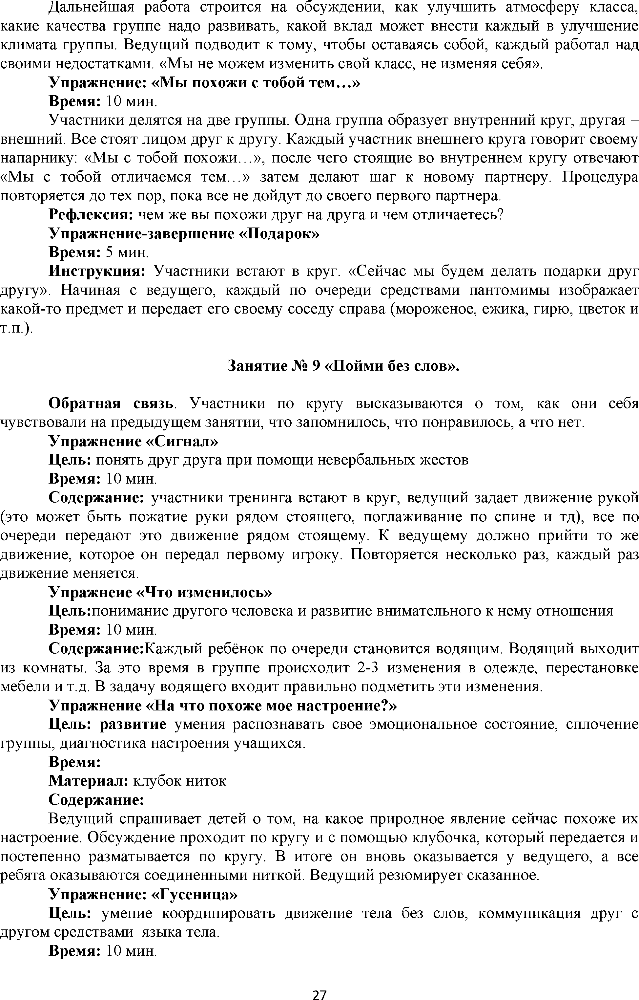 Дальнейшая работа строится на обсуждении, как улучшить атмосферу класса,
какие качества группе надо развивать, какой вклад может внести каждый в улучшение
климата группы. Ведущий подводит к тому, чтобы оставаясь собой, каждый работал над
своими недостатками. «Мы не можем изменить свой класс, не изменяя себя».
Упражнение: «Мы похожи с тобой тем…»
Время: 10 мин.
Участники делятся на две группы. Одна группа образует внутренний круг, другая –
внешний. Все стоят лицом друг к другу. Каждый участник внешнего круга говорит своему
напарнику: «Мы с тобой похожи…», после чего стоящие во внутреннем кругу отвечают
«Мы с тобой отличаемся тем…» затем делают шаг к новому партнеру. Процедура
повторяется до тех пор, пока все не дойдут до своего первого партнера.
Рефлексия: чем же вы похожи друг на друга и чем отличаетесь?
Упражнение-завершение «Подарок»
Время: 5 мин.
Инструкция: Участники встают в круг. «Сейчас мы будем делать подарки друг
другу». Начиная с ведущего, каждый по очереди средствами пантомимы изображает
какой-то предмет и передает его своему соседу справа (мороженое, ежика, гирю, цветок и
т.п.).
Занятие № 9 «Пойми без слов».
Обратная связь. Участники по кругу высказываются о том, как они себя
чувствовали на предыдущем занятии, что запомнилось, что понравилось, а что нет.
Упражнение «Сигнал»
Цель: понять друг друга при помощи невербальных жестов
Время: 10 мин.
Содержание: участники тренинга встают в круг, ведущий задает движение рукой
(это может быть пожатие руки рядом стоящего, поглаживание по спине и тд), все по
очереди передают это движение рядом стоящему. К ведущему должно прийти то же
движение, которое он передал первому игроку. Повторяется несколько раз, каждый раз
движение меняется.
Упражнеие «Что изменилось»
Цель:понимание другого человека и развитие внимательного к нему отношения
Время: 10 мин.
Содержание:Каждый ребёнок по очереди становится водящим. Водящий выходит
из комнаты. За это время в группе происходит 2-3 изменения в одежде, перестановке
мебели и т.д. В задачу водящего входит правильно подметить эти изменения.
Упражнение «На что похоже мое настроение?»
Цель: развитие умения распознавать свое эмоциональное состояние, сплочение
группы, диагностика настроения учащихся.
Время:
Материал: клубок ниток
Содержание:
Ведущий спрашивает детей о том, на какое природное явление сейчас похоже их
настроение. Обсуждение проходит по кругу и с помощью клубочка, который передается и
постепенно разматывается по кругу. В итоге он вновь оказывается у ведущего, а все
ребята оказываются соединенными ниткой. Ведущий резюмирует сказанное.
Упражнение: «Гусеница»
Цель: умение координировать движение тела без слов, коммуникация друг с
другом средствами языка тела.
Время: 10 мин.
27